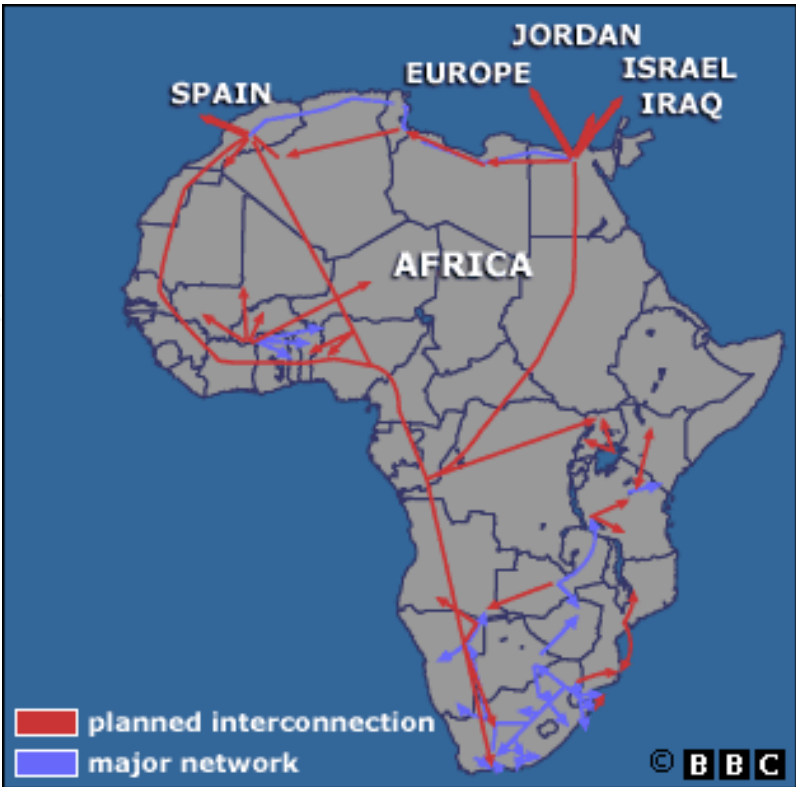 JORDAN
EUROPE
ISRAEL
IRAQ
SPAIN
AFRICA
planned interconnection
major network
© BBC